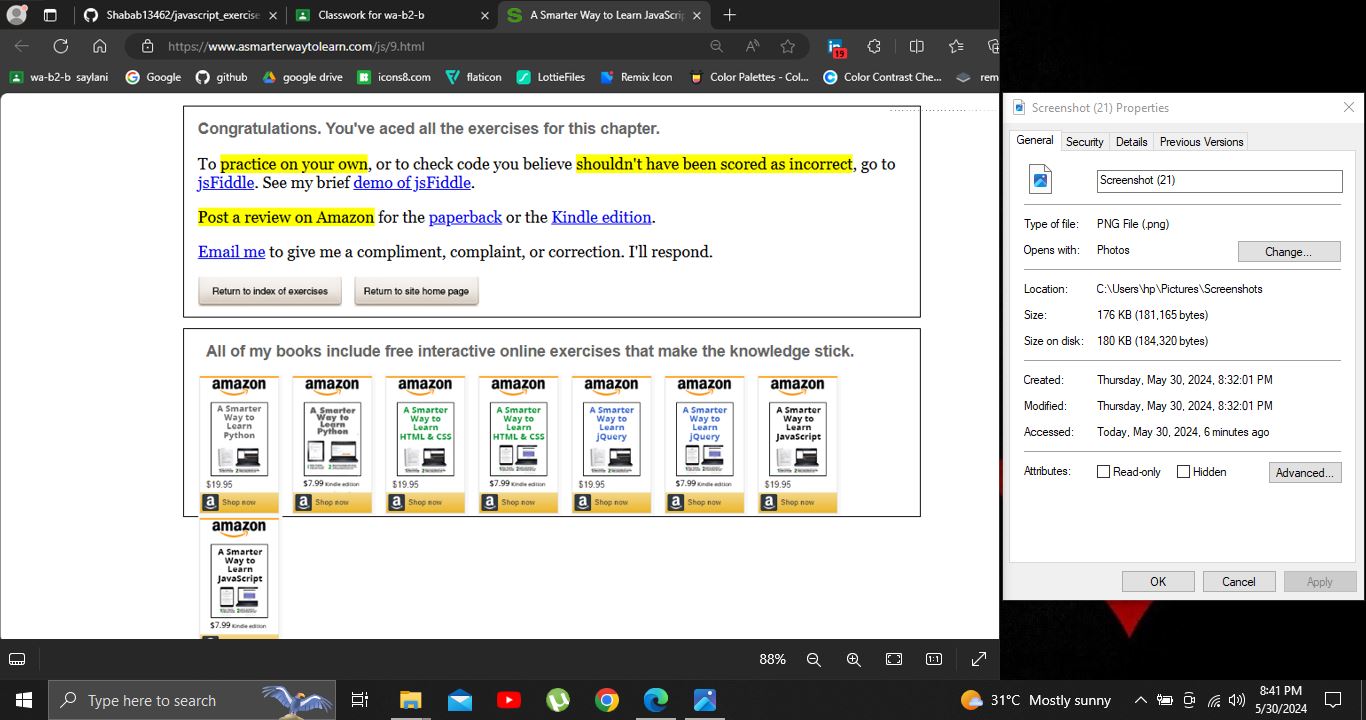 Shabab13462/javascript_exercise
Classwork for wa-b2-b
A Smarter Way to Learn JavaScrip
https://www.asmarterwaytolearn.com/js/9.html
19
wa-b2-b saylani
Google
github
google drive
icons8.com
flaticon
LottieFiles
Remix Icon
Color Palettes - Col...
Color Contrast Che...
rem
Congratulations. You've aced all the exercises for this chapter.
To practice on your own, or to check code you believe shouldn't have been scored as incorrect, go to
jsFiddle. See my brief demo of jsFiddle.
Post a review on Amazon for the paperback or the Kindle edition.
Email me to give me a compliment, complaint, or correction. I'll respond.
Return to index of exercises
Return to site home page
All of my books include free interactive online exercises that make the knowledge stick.
amazon
A Smarter
Way to
Learn
Python
$19.95
Shop now
amazon
A Smarter
Way to
Learn
Python
$7.99 Kindle edition
Shop now
amazon
A Smarter
Way to
Learn
HTML & CSS
$19.95
Shop now
amazon
A Smarter
Way to
Learn
HTML & CSS
$7.99 Kindle edition
Shop now
amazon
A Smarter
Way to
Learn
jQuery
$19.95
Shop now
amazon
A Smarter
Way to
Learn
jQuery
$7.99 Kindle edition
Shop now
amazon
A Smarter
Way to
Learn
JavaScript
$19.95
Shop now
amazon
A Smarter
Way to
Learn
JavaScript
$7.99 Kindle edition
88%
1:1
Screenshot (21) Properties
General
Security
Details
Previous Versions
Screenshot (21)
Type of file: PNG File (.png)
Opens with: Photos
Change...
Location: C:\Users\hp\Pictures\Screenshots
Size: 176 KB (181,165 bytes)
Size on disk: 180 KB (184,320 bytes)
Created: Thursday, May 30, 2024, 8:32:01 PM
Modified: Thursday, May 30, 2024, 8:32:01 PM
Accessed: Today, May 30, 2024, 6 minutes ago
Attributes: Read-only Hidden Advanced...
OK Cancel Apply
Type here to search
31°C Mostly sunny
8:41 PM
5/30/2024